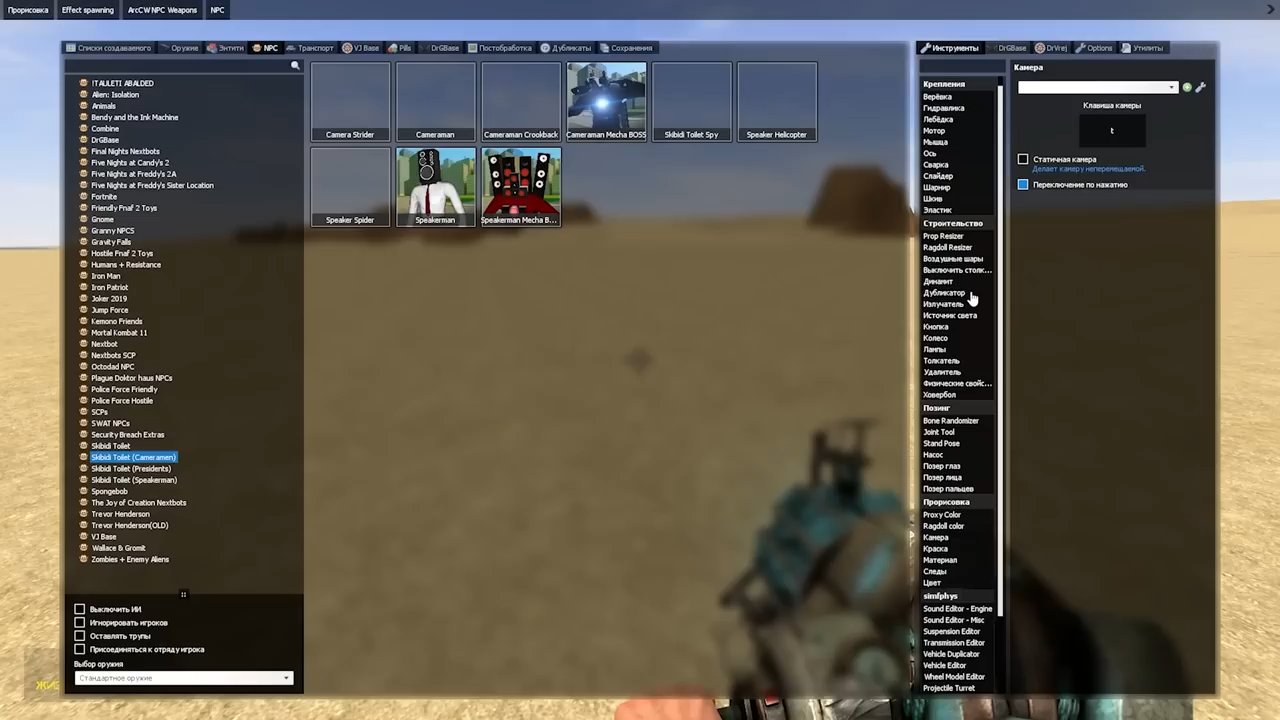 Прорисовка
Effect spawning
ArcCW NPC Weapons
NPC
Списки создаваемого
Оружие
Энтити
NPC
Транспорт
VJ Base
Pills
DrGBase
Постобработка
Дубликаты
Сохранения
!TAULETI ABALDED
Alien: Isolation
Animals
Bendy and the Ink Machine
Combine
DrGBase
Final Nights Nextbots
Five Nights at Candy's 2
Five Nights at Freddy's 2A
Five Nights at Freddy's Sister Location
Fortnite
Friendly Fnaf 2 Toys
Gnome
Granny NPCS
Gravity Falls
Hostile Fnaf 2 Toys
Humans + Resistance
Iron Man
Iron Patriot
Joker 2019
Jump Force
Kemono Friends
Mortal Kombat 11
Nextbot
Nextbots SCP
Octodad NPC
Plague Doktor haus NPCs
Police Force Friendly
Police Force Hostile
SCPs
SWAT NPCs
Security Breach Extras
Skibidi Toilet
Skibidi Toilet (Cameramen)
Skibidi Toilet (Presidents)
Skibidi Toilet (Speakerman)
Spongebob
The Joy of Creation Nextbots
Trevor Henderson
Trevor Henderson(OLD)
VJ Base
Wallace & Gromit
Zombies + Enemy Aliens
Выключить ИИ
Игнорировать игроков
Оставлять трупы
Присоединяться к отряду игрока
Выбор оружия
Стандартное оружие
Camera Strider
Cameraman
Cameraman Crookback
Cameraman Mecha BOSS
Skibidi Toilet Spy
Speaker Helicopter
Speaker Spider
Speakerman
Speakerman Mecha B...
Инструменты
DrGBase
DrVrej
Options
Утилиты
Крепления
Верёвка
Гидравлика
Лебёдка
Мотор
Мышца
Ось
Сварка
Слайдер
Шарнир
Шкив
Эластик
Строительство
Prop Resizer
Ragdoll Resizer
Воздушные шары
Выключить столк...
Динамит
Дубликатор
Излучатель
Источник света
Кнопка
Колесо
Лампы
Толкатель
Удалитель
Физические свойс...
Ховербол
Позинг
Bone Randomizer
Joint Tool
Stand Pose
Насос
Позер глаз
Позер лица
Позер пальцев
Прорисовка
Proxy Color
Ragdoll color
Камера
Краска
Материал
Следы
Цвет
simfphys
Sound Editor - Engine
Sound Editor - Misc
Suspension Editor
Transmission Editor
Vehicle Duplicator
Vehicle Editor
Wheel Model Editor
Projectile Turret
Камера
Клавиша камеры
t
Статичная камера
Делает камеру неперемещаемой.
Переключение по нажатию